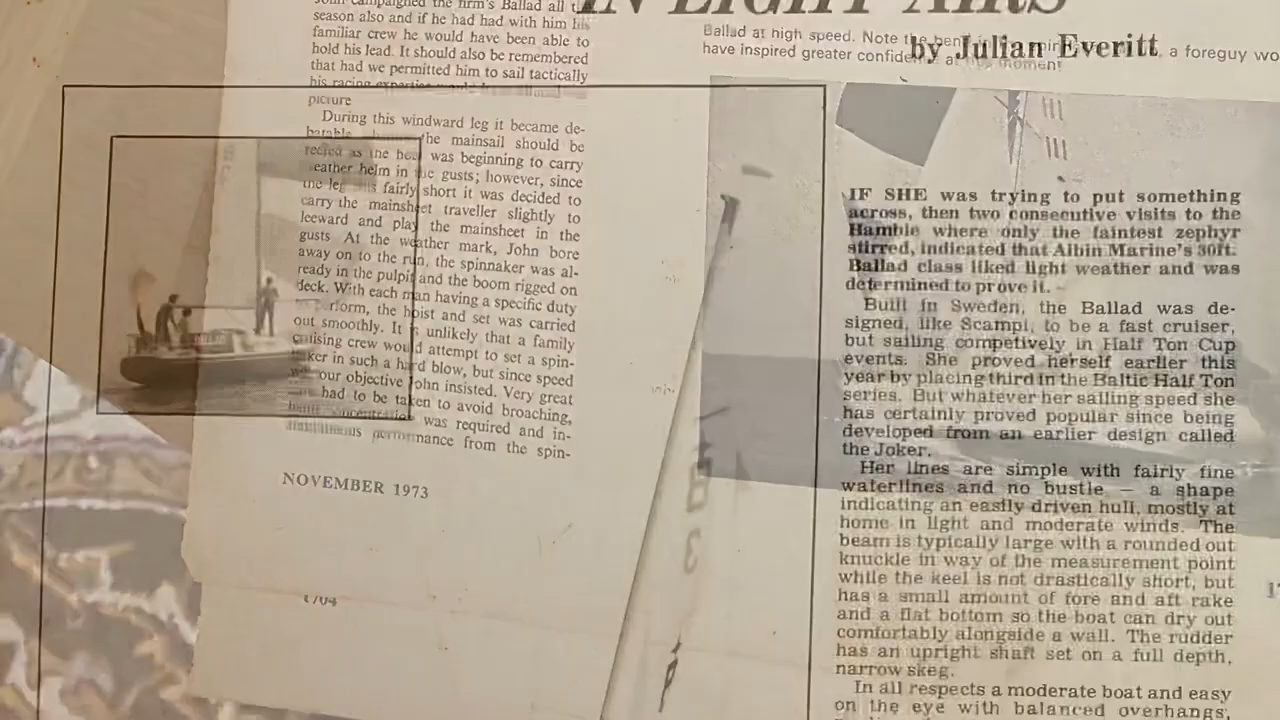 John campaigned the firm's Ballad all
season also and if he had had with him his
familiar crew he would have been able to
hold his lead. It should also be remembered
that had we permitted him to sail tactically
his racing
picture
During this windward leg it became de-
the mainsail should be
as the boat was beginning to carry
weather helm in the gusts; however, since
the leg fairly short it was decided to
carry the mainsheet traveller slightly to
leeward and play the mainsheet in the
gusts At the weather mark, John bore
away on to the run, the spinnaker was al-
ready in the pulpit and the boom rigged on
deck. With each man having a specific duty
the hoist and set was carried
out smoothly. It is unlikely that a family
cruising crew would attempt to set a spin-
naker in such a hard blow, but since speed
our objective John insisted. Very great
had to be taken to avoid broaching,
was required and in-
performance from the spin-
NOVEMBER 1973
1704
IN LIGHT AIRS
Ballad at high speed. Note the
have inspired greater a foreguy wo
moment
by Julian Everitt
IF SHE was trying to put something
across, then two consecutive visits to the
Hamble where only the faintest zephyr
stirred, indicated that Albin Marine's 30ft.
Ballad class liked light weather and was
determined to prove it.
Built in Sweden, the Ballad was de-
signed, like Scampi, to be a fast cruiser,
but sailing competively in Half Ton Cup
events. She proved herself earlier this
year by placing third in the Baltic Half Ton
series. But whatever her sailing speed she
has certainly proved popular since being
developed from an earlier design called
the Joker.
Her lines are simple with fairly fine
waterlines and no bustle — a shape
indicating an easily driven hull, mostly at
home in light and moderate winds. The
beam is typically large with a rounded out
knuckle in way of the measurement point
while the keel is not drastically short, but
has a small amount of fore and aft rake
and a flat bottom so the boat can dry out
comfortably alongside a wall. The rudder
has an upright shaft set on a full depth,
narrow skeg.
In all respects a moderate boat and easy
on the eye with balanced overhangs,